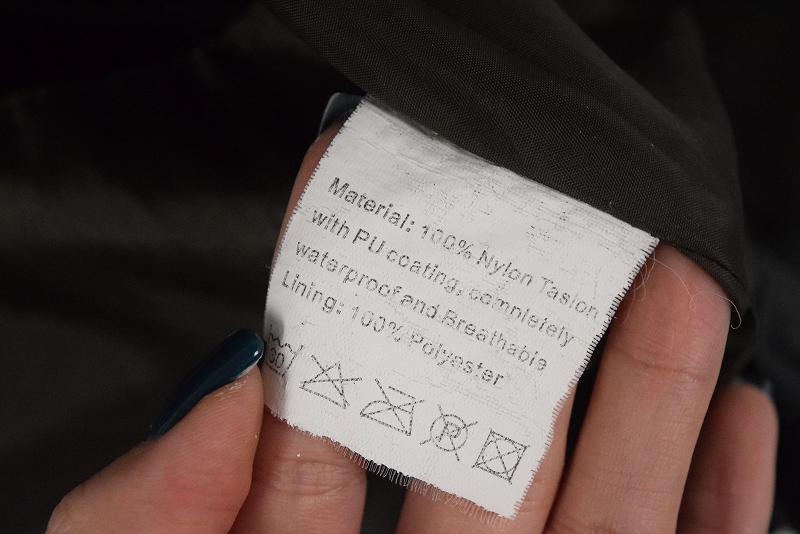 Material: 100% Nylon Taslon
with PU coating, completely
waterproof and Breathable
Lining: 100% Polyester
30
R